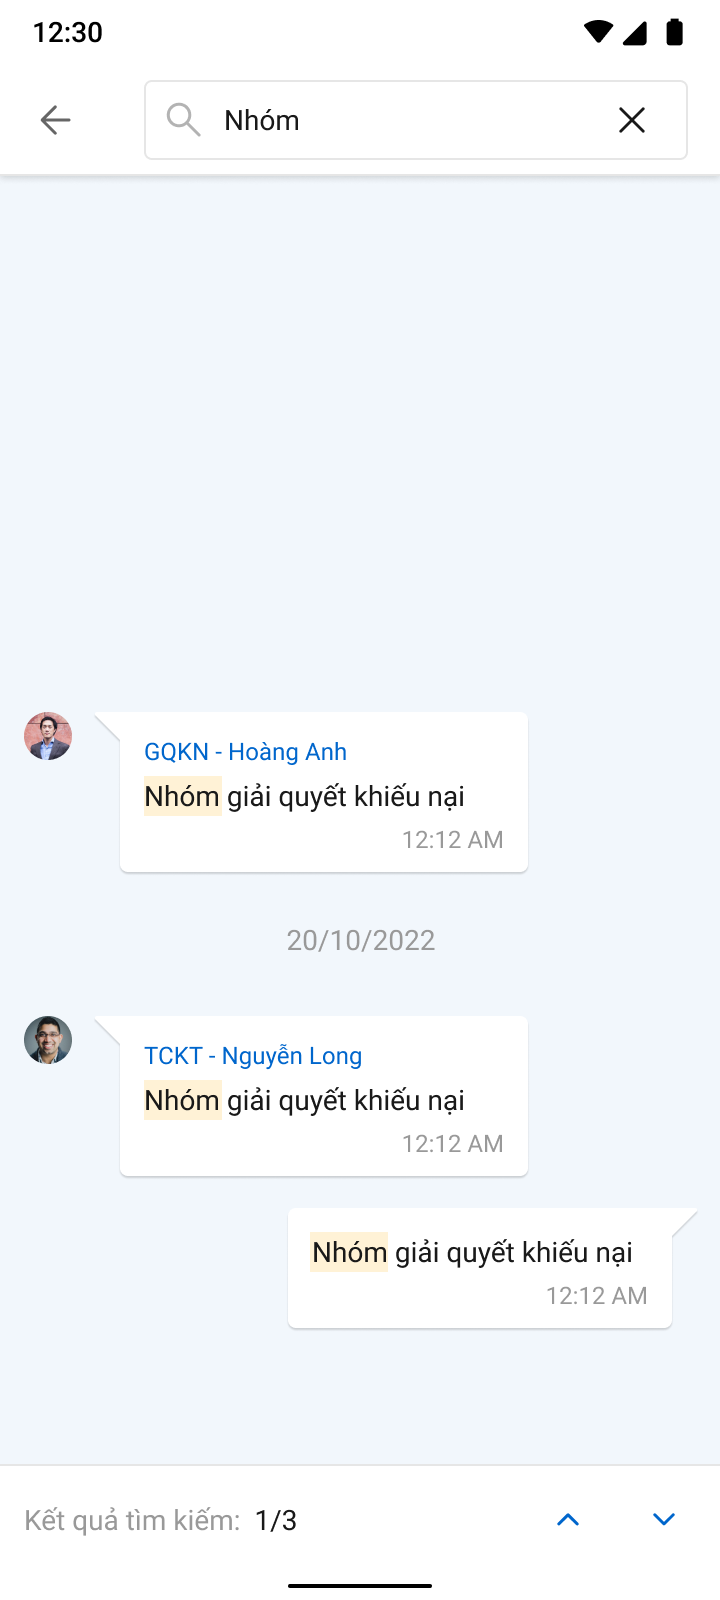 12:30
Nhóm
GQKN - Hoàng Anh
Nhóm giải quyết khiếu nại
12:12 AM
20/10/2022
TCKT - Nguyễn Long
Nhóm giải quyết khiếu nại
12:12 AM
Nhóm giải quyết khiếu nại
12:12 AM
Kết quả tìm kiếm: 1/3